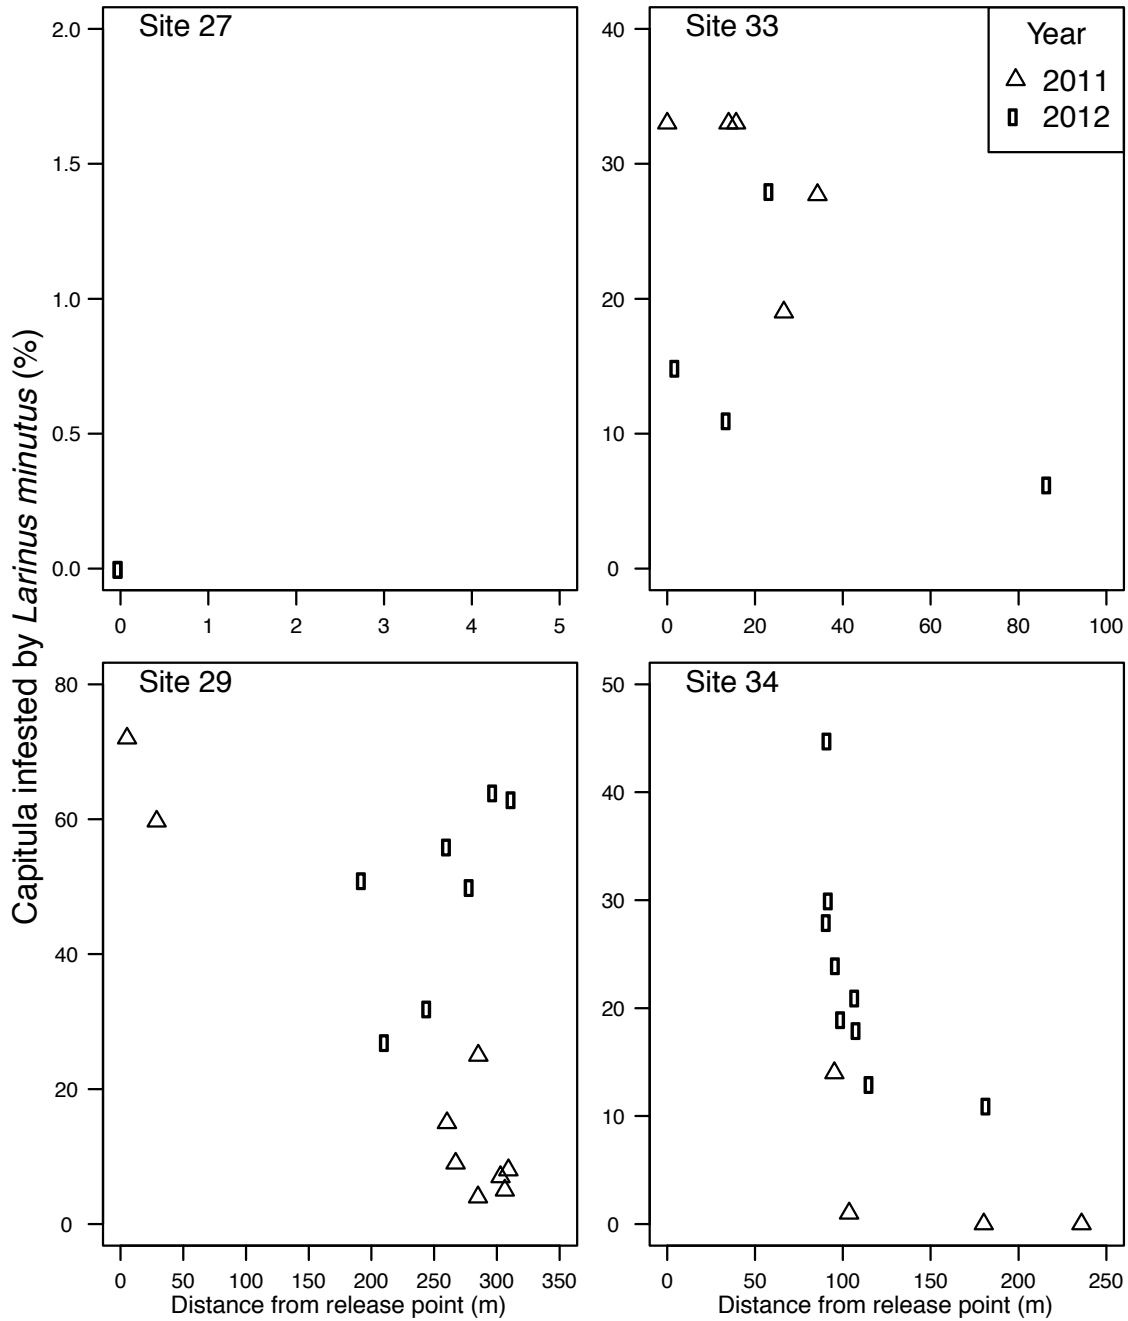 Capitula infested by Larinus minutus (%)
Site 27
2.0
1.5
1.0
0.5
0.0
0 1 2 3 4 5
Site 33
40
30
20
10
0
0 20 40 60 80 100
Year
2011
2012
Site 29
80
60
40
20
0
0 50 100 150 200 250 300 350
Distance from release point (m)
Site 34
50
40
30
20
10
0
0 50 100 150 200 250
Distance from release point (m)